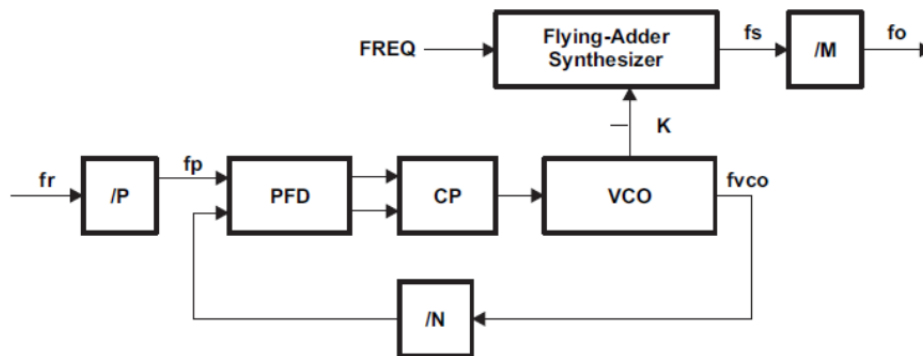 FREQ
Flying-Adder
Synthesizer
fs
/M
fo
K
fr
/P
fp
PFD
CP
VCO
fvco
/N